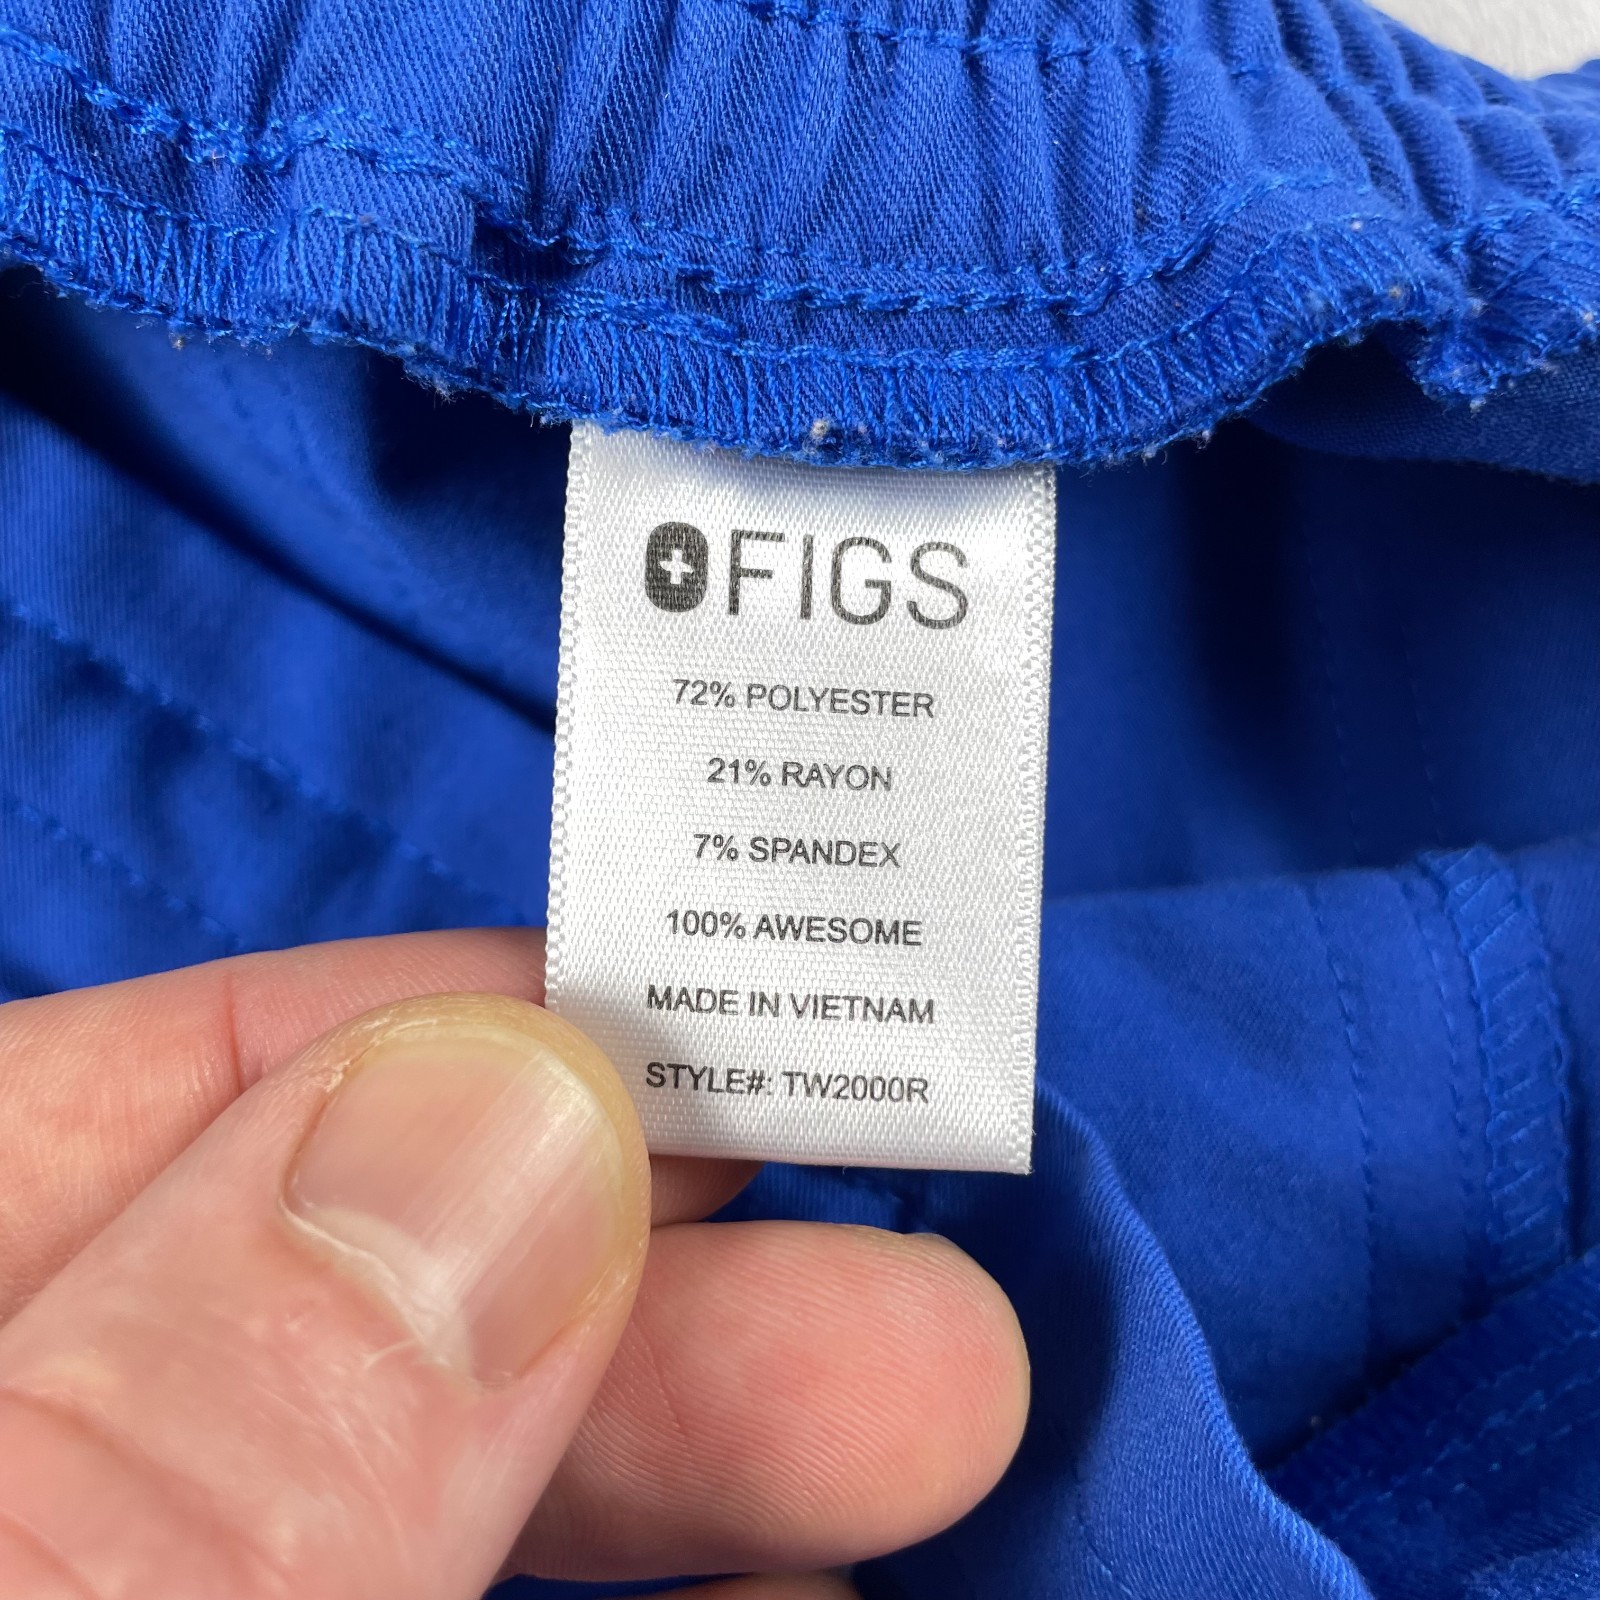 FIGS
72% POLYESTER
21% RAYON
7% SPANDEX
100% AWESOME
MADE IN VIETNAM
STYLE#: TW2000R